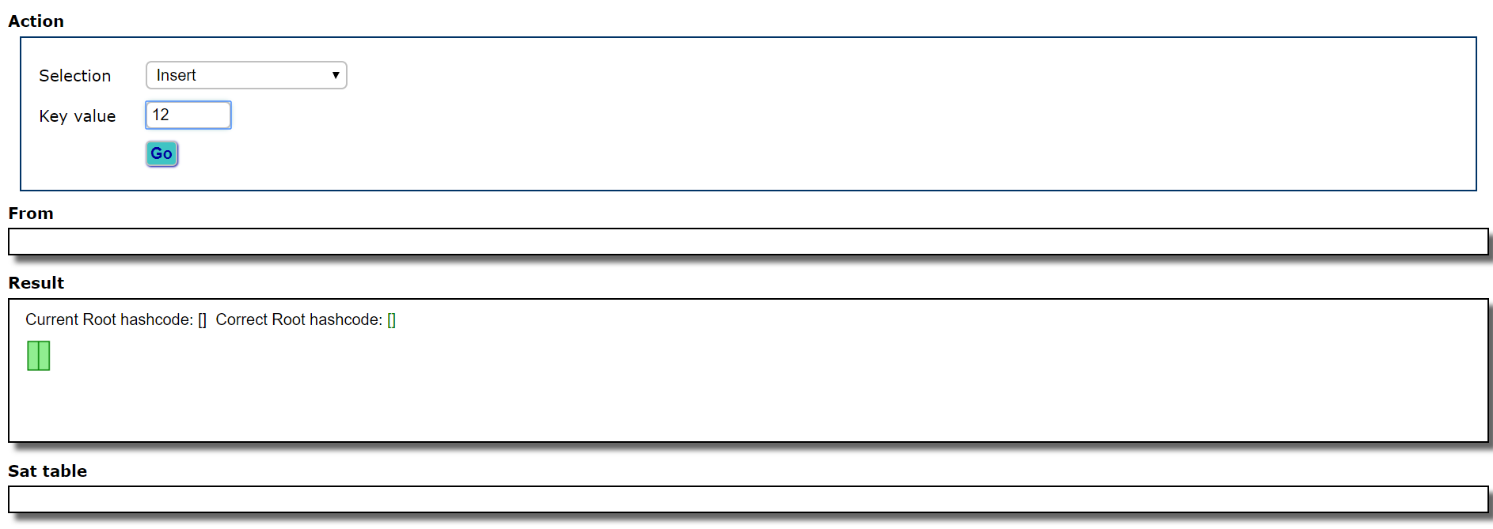 Action
Selection Insert
Key value 12
Go
From
Result
Current Root hashcode: [] Correct Root hashcode: []
Sat table